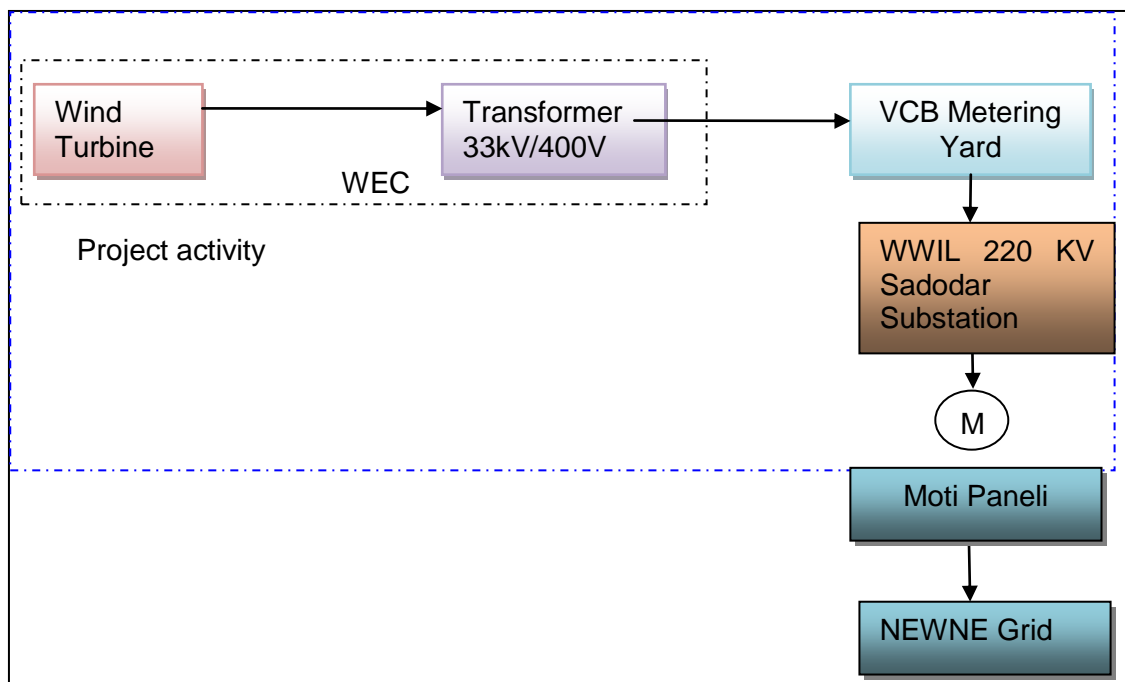 Wind
Turbine
Transformer
33kV/400V
VCB Metering
Yard
WEC
Project activity
WWIL 220 KV
Sadodar
Substation
M
Moti Paneli
NEWNE Grid